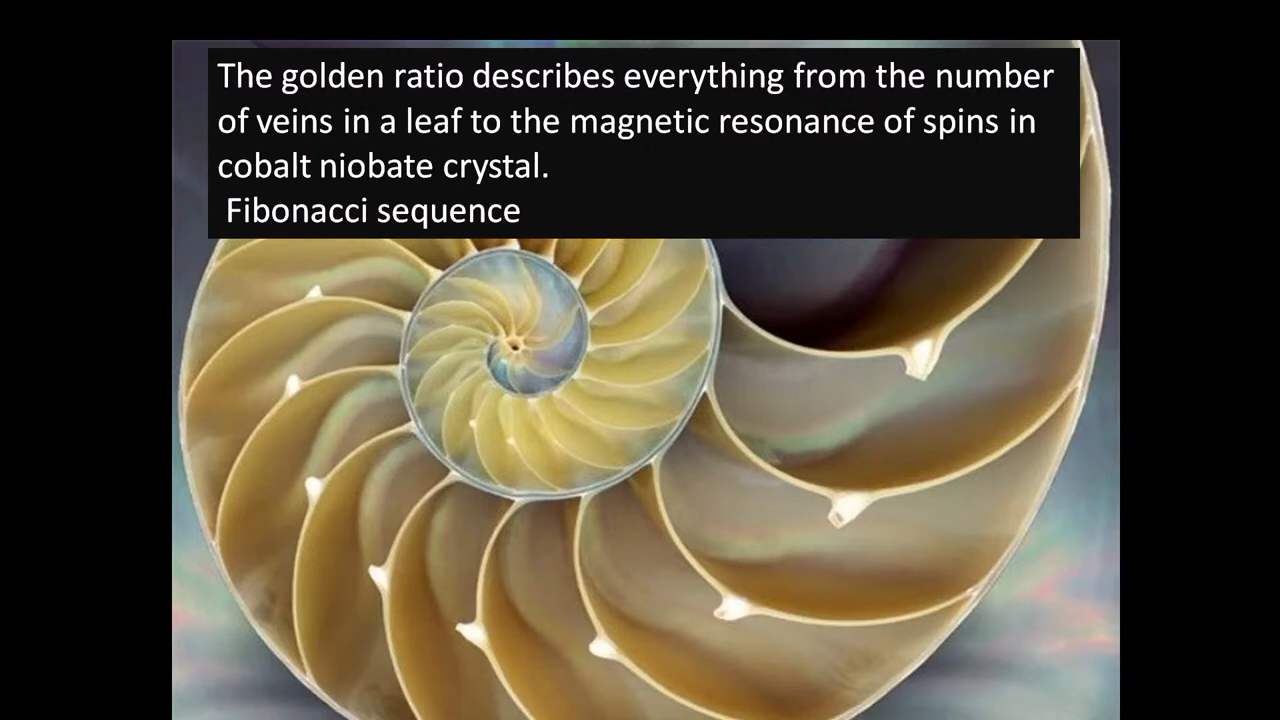 The golden ratio describes everything from the number
of veins in a leaf to the magnetic resonance of spins in
cobalt niobate crystal.
Fibonacci sequence